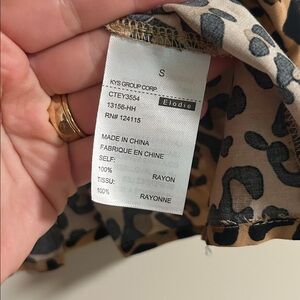 S
KYS GROUP CORP
CTEY3554
13156-HH Elodie
RN# 124115
MADE IN CHINA
FABRIQUE EN CHINE
SELF:
100% RAYON
TISSU:
100% RAYONNE